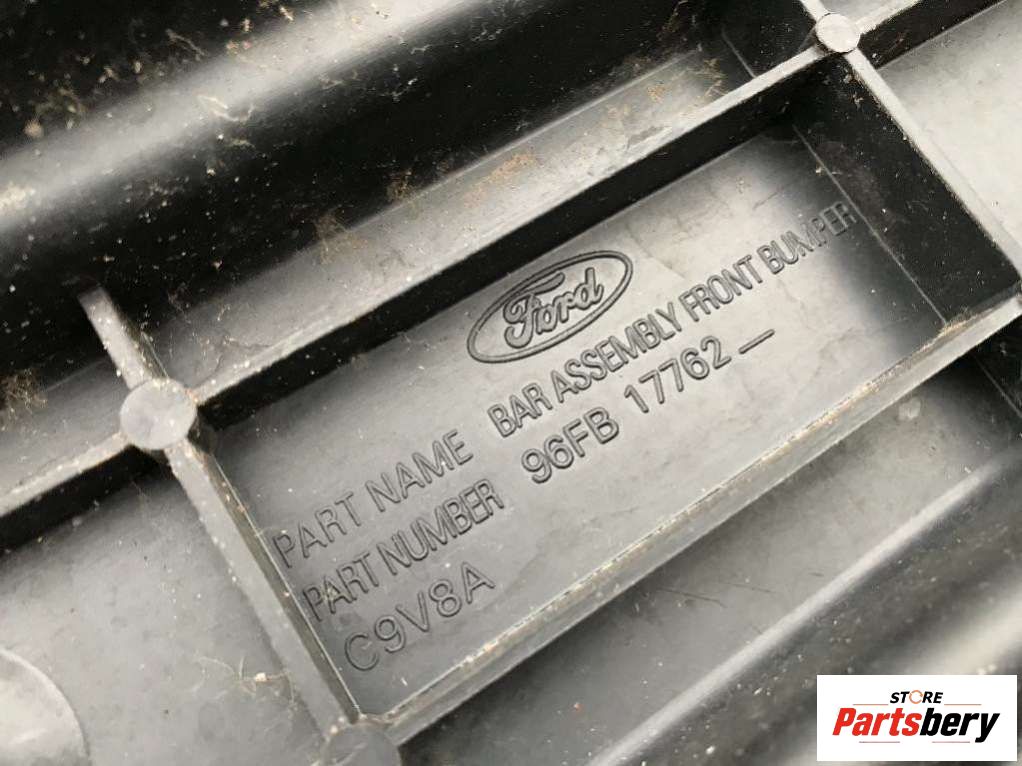 Ford
PART NAME BAR ASSEMBLY FRONT BUMPER
PART NUMBER 96FB 17762 —
C9V8A
STORE
Partsbery